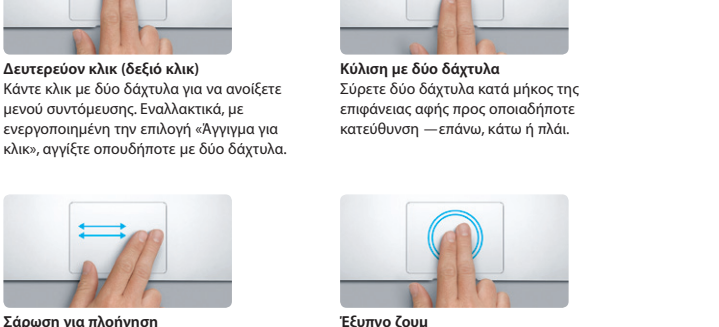 Δευτερεύον κλικ (δεξιό κλικ)
Κάντε κλικ με δύο δάχτυλα για να ανοίξετε
μενού συντόμευσης. Εναλλακτικά, με
ενεργοποιημένη την επιλογή «Άγγιγμα για
κλικ», αγγίξτε οπουδήποτε με δύο δάχτυλα.
Κύλιση με δύο δάχτυλα
Σύρετε δύο δάχτυλα κατά μήκος της
επιφάνειας αφής προς οποιαδήποτε
κατεύθυνση —επάνω, κάτω ή πλάι.
Σάρωση για πλοήγηση
Έξυπνο ζουμ